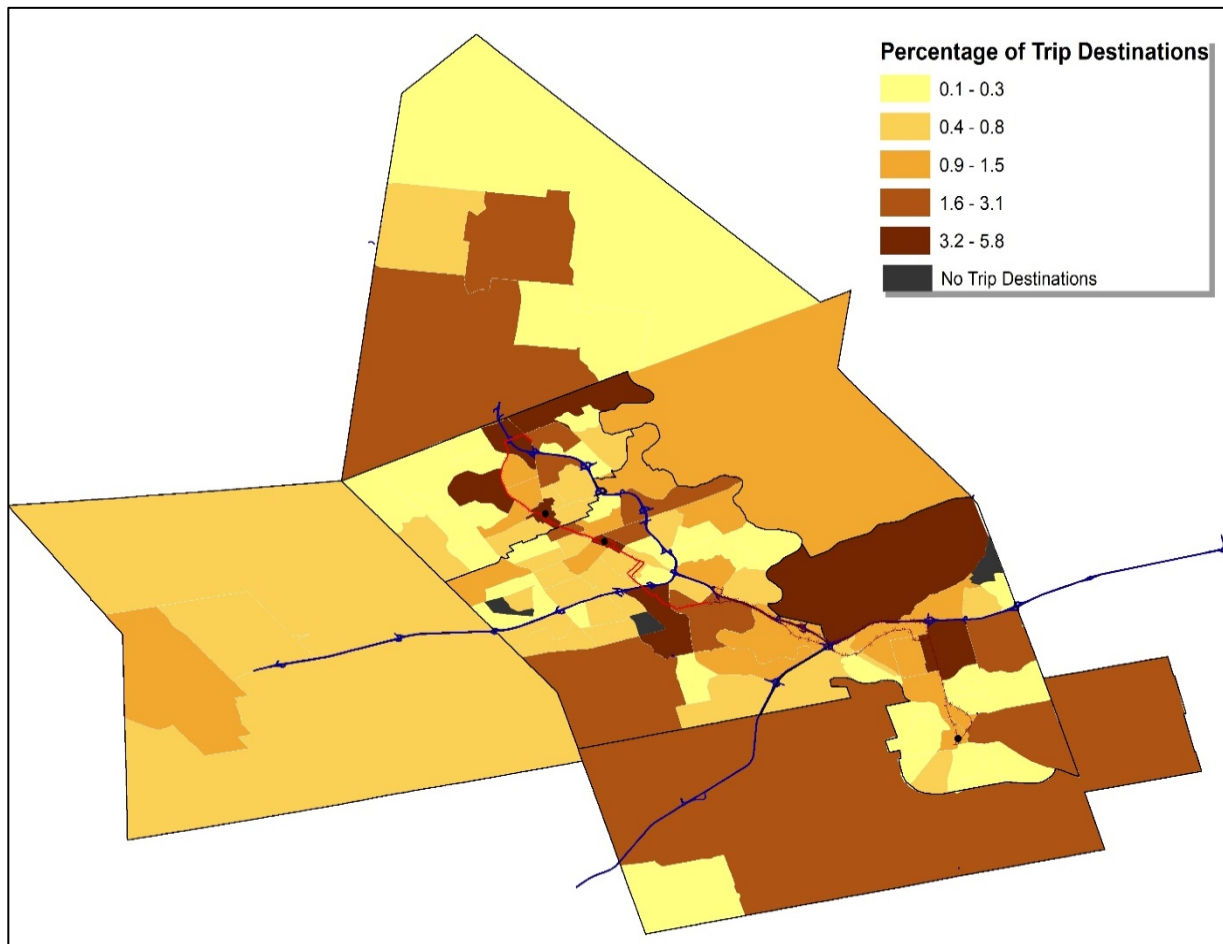 Percentage of Trip Destinations
0.1 - 0.3
0.4 - 0.8
0.9 - 1.5
1.6 - 3.1
3.2 - 5.8
No Trip Destinations